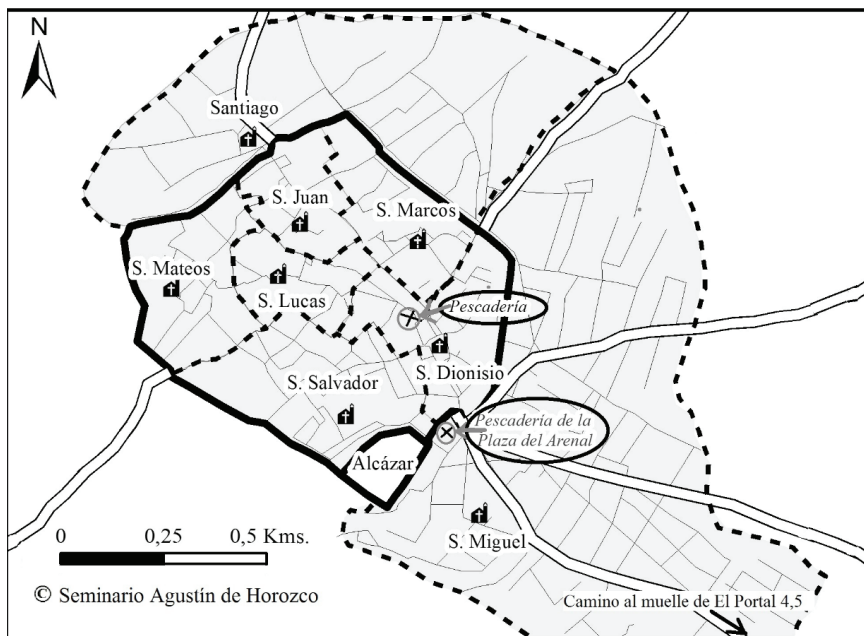 N
Santiago
S. Juan
S. Marcos
S. Mateos
S. Lucas
Pescadería
S. Dionisio
S. Salvador
Pescadería de la
Plaza del Arenal
Alcázar
S. Miguel
0 0,25 0,5 Kms.
© Seminario Agustín de Horozco
Camino al muelle de El Portal 4,5